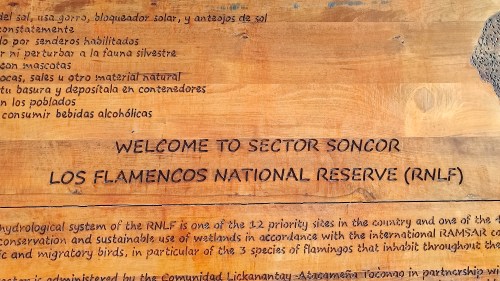 del sol, usa gorro, bloqueador solar, y anteojos de sol
constatemente
do por senderos habilitados
r ni perturbar a la fauna silvestre
con mascotas
ocas, sales u otro material natural
tu basura y deposítala en contenedores
en los poblados
consumir bebidas alcohólicas
WELCOME TO SECTOR SONCOR
LOS FLAMENCOS NATIONAL RESERVE (RNLF)
hydrological system of the RNLF is one of the 12 priority sites in the country and one of the
conservation and sustainable use of wetlands in accordance with the international RAMSAR
ic and migratory birds, in particular of the 3 species of flamingos that inhabit throughout
is administered by the Comunidad Lickanantay Atacameña Toconao in partnership